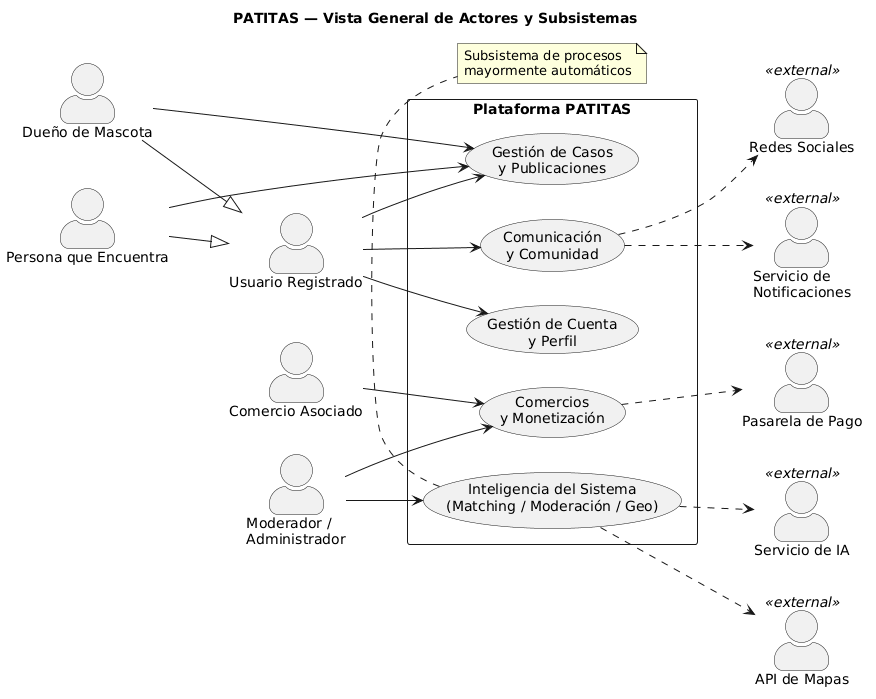 PATITAS — Vista General de Actores y Subsistemas
Subsistema de procesos
mayormente automáticos
Plataforma PATITAS
Dueño de Mascota
Persona que Encuentra
Usuario Registrado
Comercio Asociado
Moderador /
Administrador
Gestión de Casos
y Publicaciones
Comunicación
y Comunidad
Gestión de Cuenta
y Perfil
Comercios
y Monetización
Inteligencia del Sistema
(Matching / Moderación / Geo)
«external»
Redes Sociales
«external»
Servicio de
Notificaciones
«external»
Pasarela de Pago
«external»
Servicio de IA
«external»
API de Mapas